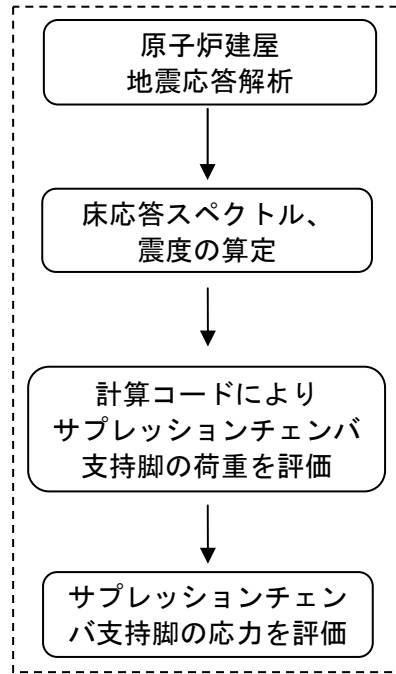 原子炉建屋
地震応答解析
床応答スペクトル、
震度の算定
計算コードにより
サプレッションチェンバ
支持脚の荷重を評価
サプレッションチェン
バ支持脚の応力を評価